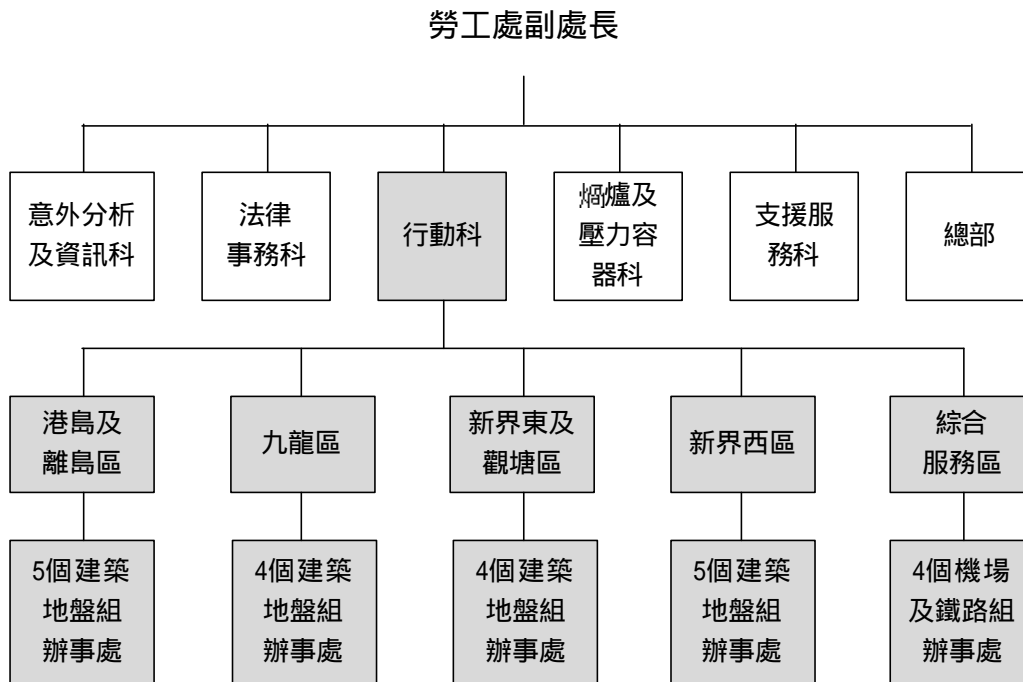 勞工處副處長
意外分析
及資訊科
法律
事務科
行動科
焗爐及
壓力容
器科
支援服
務科
總部
港島及
離島區
九龍區
新界東及
觀塘區
新界西區
綜合
服務區
5個建築
地盤組
辦事處
4個建築
地盤組
辦事處
4個建築
地盤組
辦事處
5個建築
地盤組
辦事處
4個機場
及鐵路組
辦事處